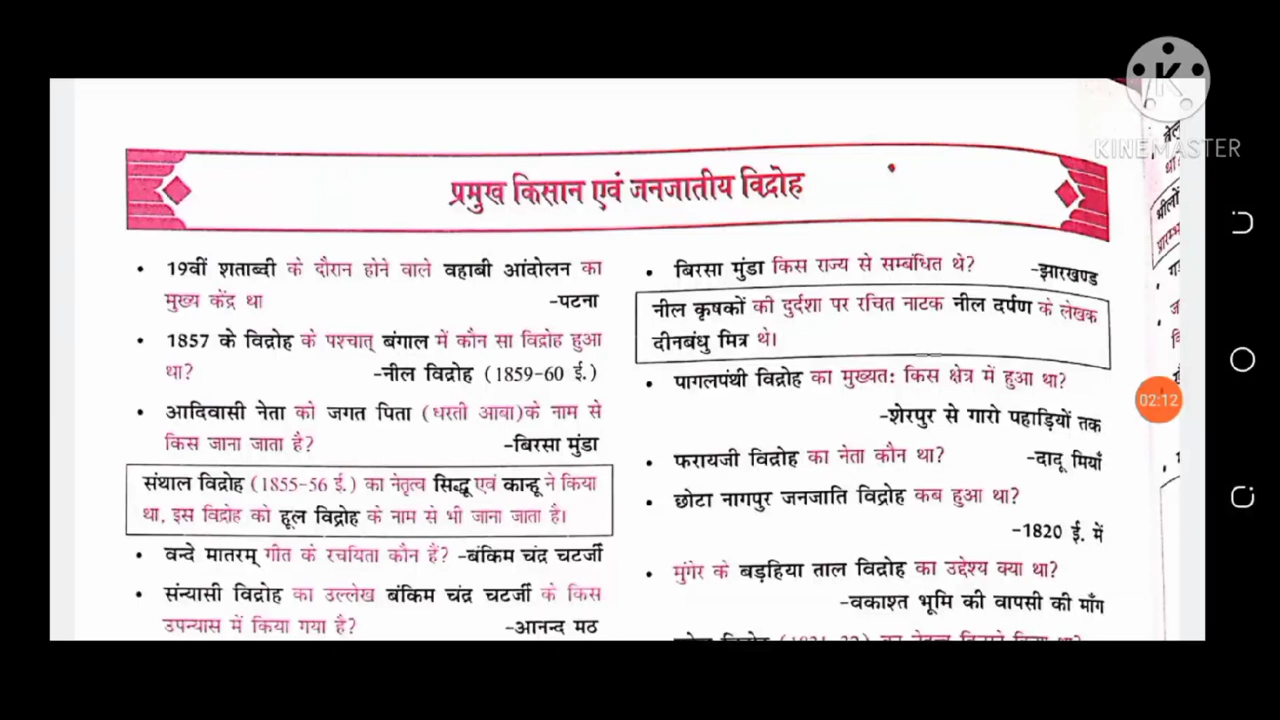 KINEMASTER
प्रमुख किसान एवं जनजातीय विद्रोह
• 19वीं शताब्दी के दौरान होने वाले वहाबी आंदोलन का
मुख्य केंद्र था -पटना
• 1857 के विद्रोह के पश्चात् बंगाल में कौन सा विद्रोह हुआ
था? -नील विद्रोह (1859-60 ई.)
• आदिवासी नेता को जगत पिता (धरती आबा)के नाम से
किस जाना जाता है? -बिरसा मुंडा
संथाल विद्रोह (1855-56 ई.) का नेतृत्व सिद्धू एवं कान्हू ने किया
था, इस विद्रोह को हूल विद्रोह के नाम से भी जाना जाता है।
• वन्दे मातरम् गीत के रचयिता कौन हैं? -बंकिम चंद्र चटर्जी
• संन्यासी विद्रोह का उल्लेख बंकिम चंद्र चटर्जी के किस
उपन्यास में किया गया है? -आनन्द मठ
• बिरसा मुंडा किस राज्य से सम्बंधित थे? -झारखण्ड
नील कृषकों की दुर्दशा पर रचित नाटक नील दर्पण के लेखक
दीनबंधु मित्र थे।
• पागलपंथी विद्रोह का मुख्यतः किस क्षेत्र में हुआ था?
-शेरपुर से गारो पहाड़ियों तक
• फरायजी विद्रोह का नेता कौन था? -दादू मियाँ
• छोटा नागपुर जनजाति विद्रोह कब हुआ था?
-1820 ई. में
• मुंगेर के बड़हिया ताल विद्रोह का उद्देश्य क्या था?
-वकाश्त भूमि की वापसी की माँग
02:12